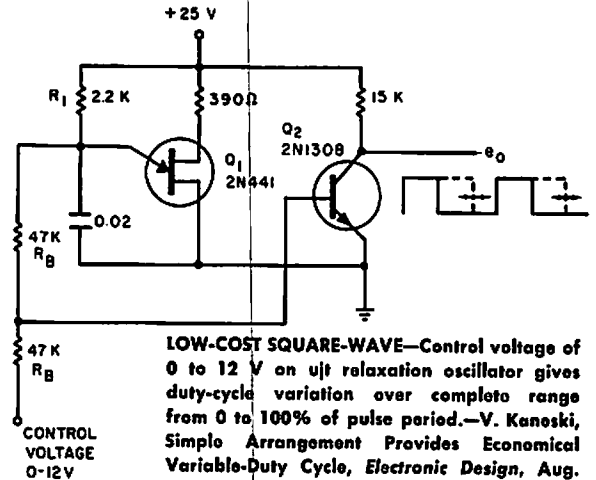 +25 V
R1 2.2 K
390Ω
15 K
Q1
2N441
Q2
2N1308
eo
0.02
47K
RB
47 K
RB
CONTROL
VOLTAGE
0-12V
LOW-COST SQUARE-WAVE—Control voltage of
0 to 12 V on ujt relaxation oscillator gives
duty-cycle variation over complete range
from 0 to 100% of pulse period.—V. Kaneski,
Simple Arrangement Provides Economical
Variable-Duty Cycle, Electronic Design, Aug.